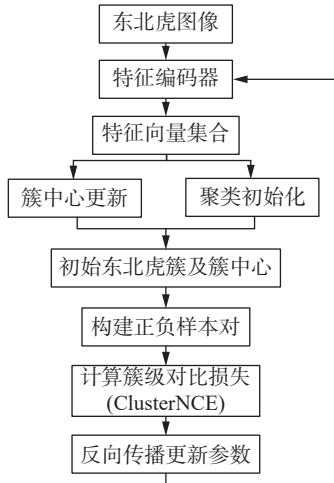 东北虎图像
特征编码器
特征向量集合
簇中心更新
聚类初始化
初始东北虎簇及簇中心
构建正负样本对
计算簇级对比损失
(ClusterNCE)
反向传播更新参数